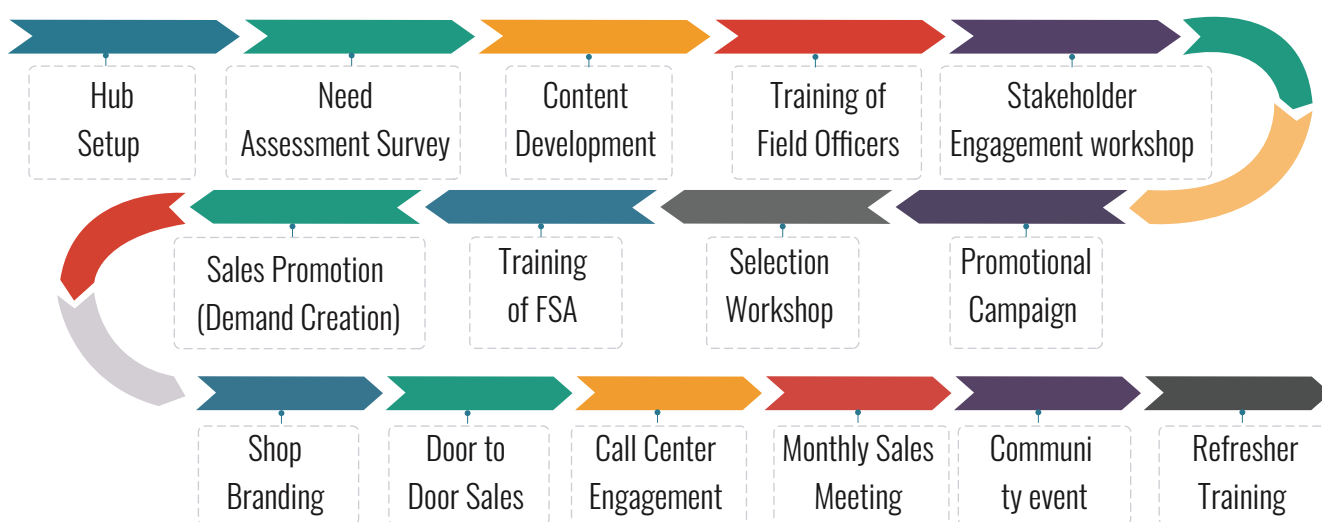 Hub
Setup
Need
Assessment Survey
Content
Development
Training of
Field Officers
Stakeholder
Engagement workshop
Promotional
Campaign
Selection
Workshop
Training
of FSA
Sales Promotion
(Demand Creation)
Shop
Branding
Door to
Door Sales
Call Center
Engagement
Monthly Sales
Meeting
Communi
ty event
Refresher
Training